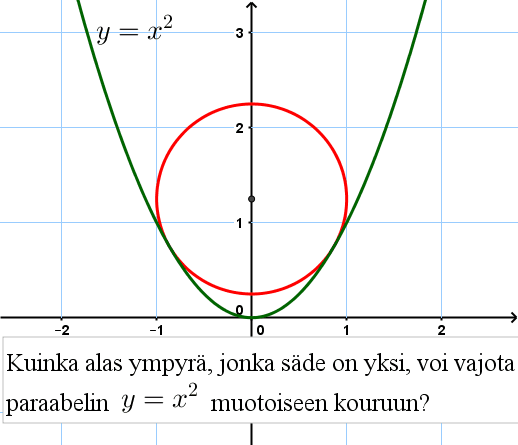 y = x²
3
2
1
0
−2 −1 0 1 2
Kuinka alas ympyrä, jonka säde on yksi, voi vajota
paraabelin y = x² muotoiseen kouruun?